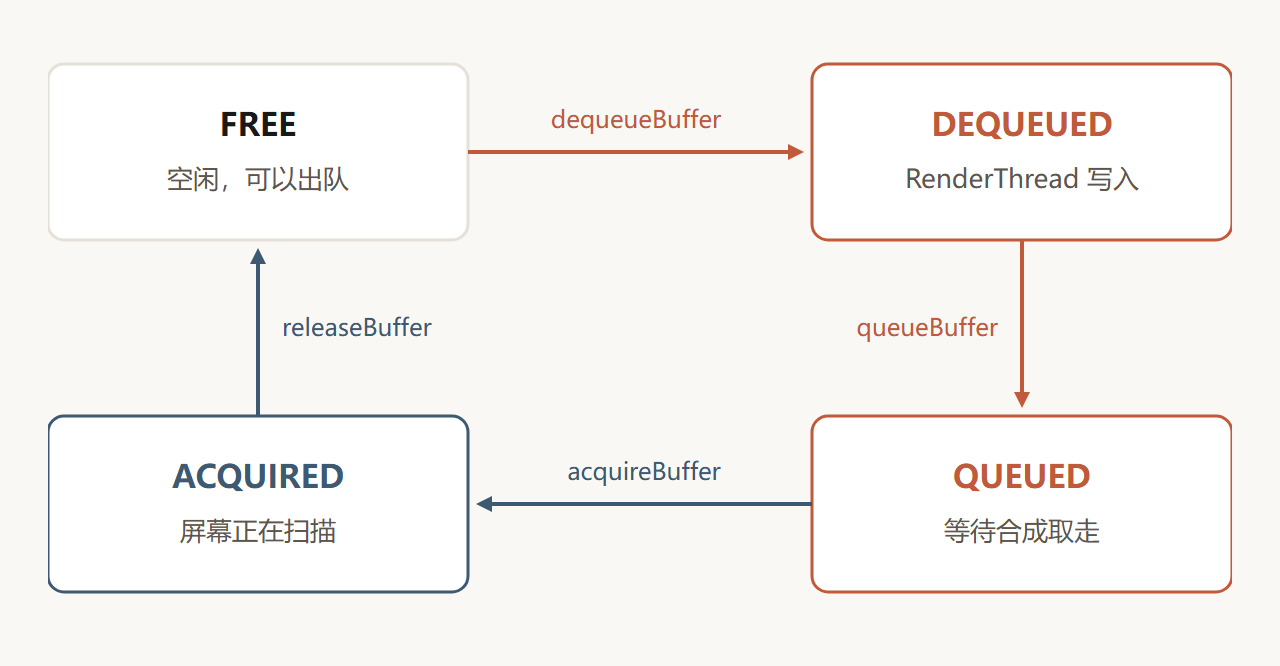 FREE
空闲，可以出队
dequeueBuffer
DEQUEUED
RenderThread 写入
releaseBuffer
queueBuffer
ACQUIRED
屏幕正在扫描
acquireBuffer
QUEUED
等待合成取走